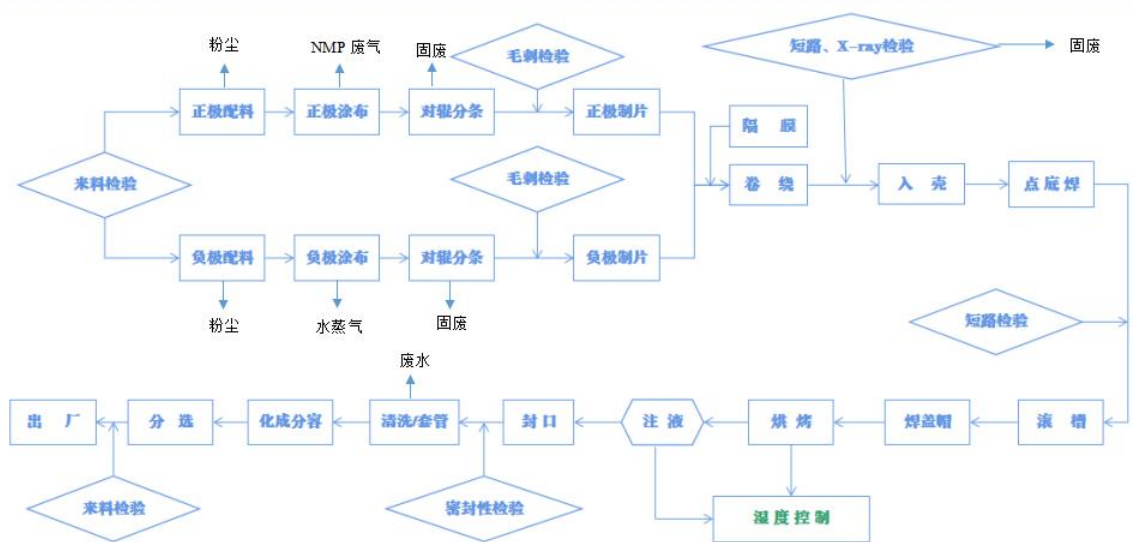 粉尘
NMP 废气
固废
毛刺检验
短路、X-ray检验
固废
正极配料
正极涂布
对辊分条
正极制片
隔 膜
来料检验
毛刺检验
卷 绕
入 壳
点 底 焊
负极配料
负极涂布
对辊分条
负极制片
粉尘
水蒸气
固废
短路检验
废水
出 厂
分 选
化成分容
清洗/套管
封 口
注 液
烘 烤
焊盖帽
滚 槽
来料检验
密封性检验
湿 度 控 制